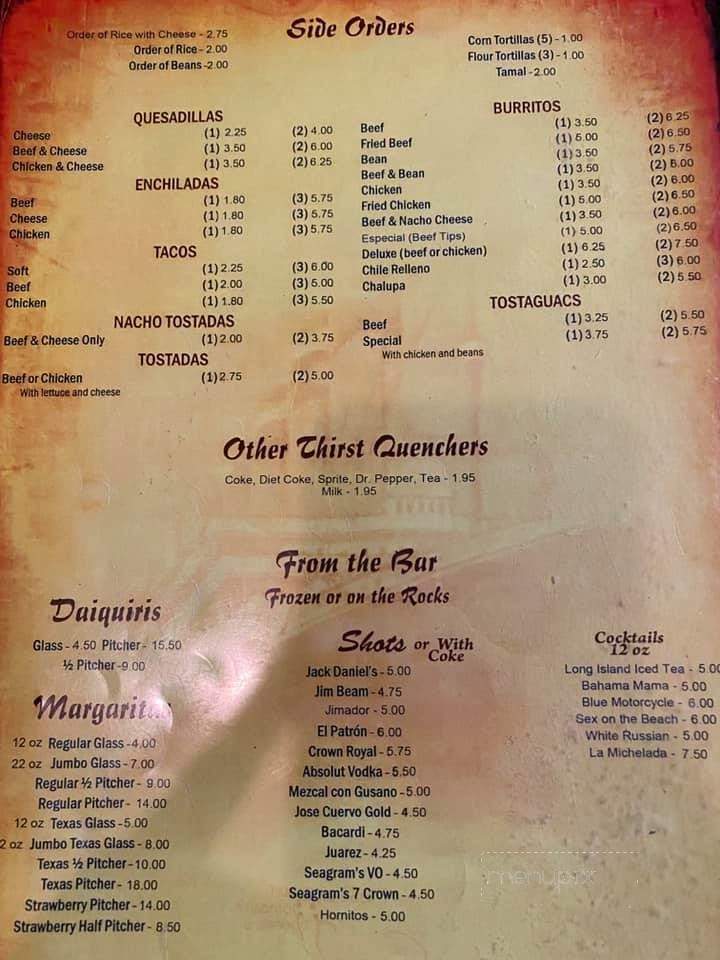 Side Orders
Order of Rice with Cheese - 2.75
Order of Rice - 2.00
Order of Beans -2.00
Corn Tortillas (5) - 1.00
Flour Tortillas (3) - 1.00
Tamal -2.00
QUESADILLAS
Cheese (1) 2.25 (2) 4.00
Beef & Cheese (1) 3.50 (2) 6.00
Chicken & Cheese (1) 3.50 (2) 6.25
ENCHILADAS
Beef (1) 1.80 (3) 5.75
Cheese (1) 1.80 (3) 5.75
Chicken (1) 1.80 (3) 5.75
TACOS
Soft (1) 2.25 (3) 6.00
Beef (1) 2.00 (3) 5.00
Chicken (1) 1.80 (3) 5.50
NACHO TOSTADAS
Beef & Cheese Only (1) 2.00 (2) 3.75
TOSTADAS
Beef or Chicken (1) 2.75 (2) 5.00
With lettuce and cheese
BURRITOS
Beef (1) 3.50 (2) 6.25
Fried Beef (1) 5.00 (2) 6.50
Bean (1) 3.50 (2) 5.75
Beef & Bean (1) 3.50 (2) 6.00
Chicken (1) 3.50 (2) 6.00
Fried Chicken (1) 5.00 (2) 6.50
Beef & Nacho Cheese (1) 3.50 (2) 6.00
Especial (Beef Tips) (1) 5.00 (2) 6.50
Deluxe (beef or chicken) (1) 6.25 (2) 7.50
Chile Relleno (1) 2.50 (3) 6.00
Chalupa (1) 3.00 (2) 5.50
TOSTAGUACS
Beef (1) 3.25 (2) 5.50
Special (1) 3.75 (2) 5.75
With chicken and beans
Other Thirst Quenchers
Coke, Diet Coke, Sprite, Dr. Pepper, Tea - 1.95
Milk - 1.95
From the Bar
Frozen or on the Rocks
Daiquiris
Glass - 4.50 Pitcher - 15.50
½ Pitcher -9.00
Margaritas
12 oz Regular Glass -4.00
22 oz Jumbo Glass - 7.00
Regular ½ Pitcher - 9.00
Regular Pitcher - 14.00
12 oz Texas Glass -5.00
2 oz Jumbo Texas Glass - 8.00
Texas ½ Pitcher -10.00
Texas Pitcher - 18.00
Strawberry Pitcher - 14.00
Strawberry Half Pitcher - 8.50
Shots or With Coke
Jack Daniel's - 5.00
Jim Beam - 4.75
Jimador - 5.00
El Patrón - 6.00
Crown Royal - 5.75
Absolut Vodka - 5.50
Mezcal con Gusano - 5.00
Jose Cuervo Gold - 4.50
Bacardi - 4.75
Juarez - 4.25
Seagram's VO - 4.50
Seagram's 7 Crown - 4.50
Hornitos - 5.00
Cocktails
12 oz
Long Island Iced Tea - 5.00
Bahama Mama - 5.00
Blue Motorcycle - 6.00
Sex on the Beach - 6.00
White Russian - 5.00
La Michelada - 7.50
menupix